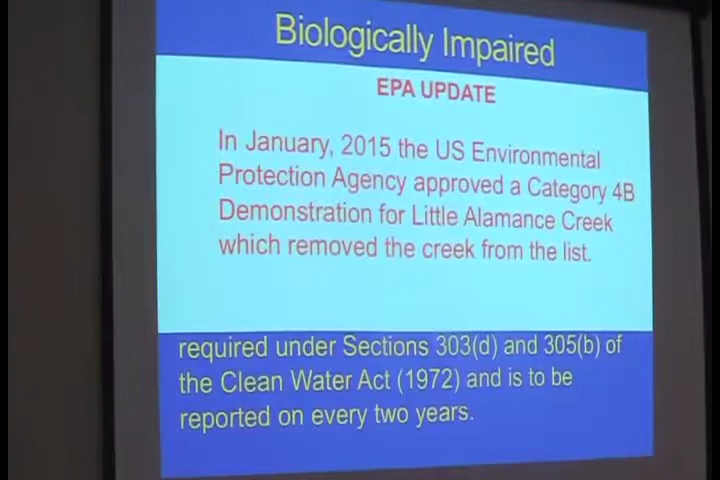 Biologically Impaired
EPA UPDATE
In January, 2015 the US Environmental
Protection Agency approved a Category 4B
Demonstration for Little Alamance Creek
which removed the creek from the list.
required under Sections 303(d) and 305(b) of
the Clean Water Act (1972) and is to be
reported on every two years.